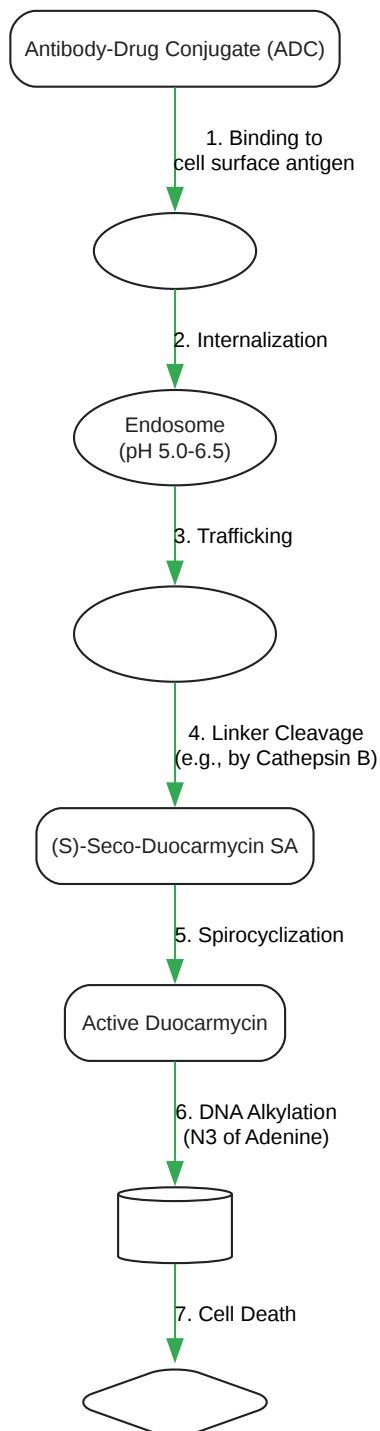 Antibody-Drug Conjugate (ADC)
1. Binding to
cell surface antigen
2. Internalization
Endosome
(pH 5.0-6.5)
3. Trafficking
4. Linker Cleavage
(e.g., by Cathepsin B)
(S)-Seco-Duocarmycin SA
5. Spirocyclization
Active Duocarmycin
6. DNA Alkylation
(N3 of Adenine)
7. Cell Death